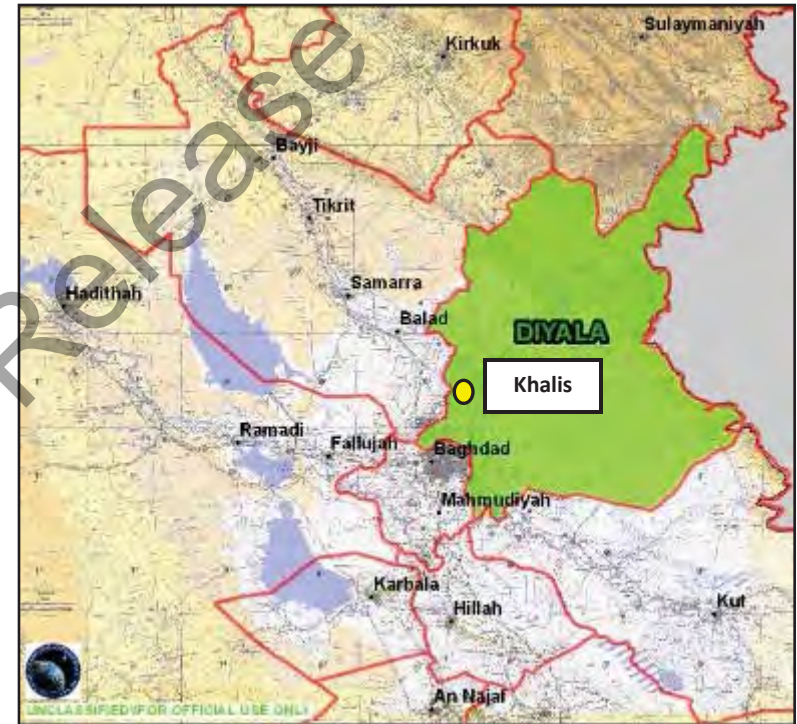 Sulaymaniyah
Kirkuk
Release
Bayji
Tikrit
Samarra
Hadithah
Balad
DIYALA
Khalis
Ramadi
Fallujah
Baghdad
Mahmudiyah
Karbala
Hillah
Kut
An Najaf
UNCLASSIFIED//FOR OFFICIAL USE ONLY